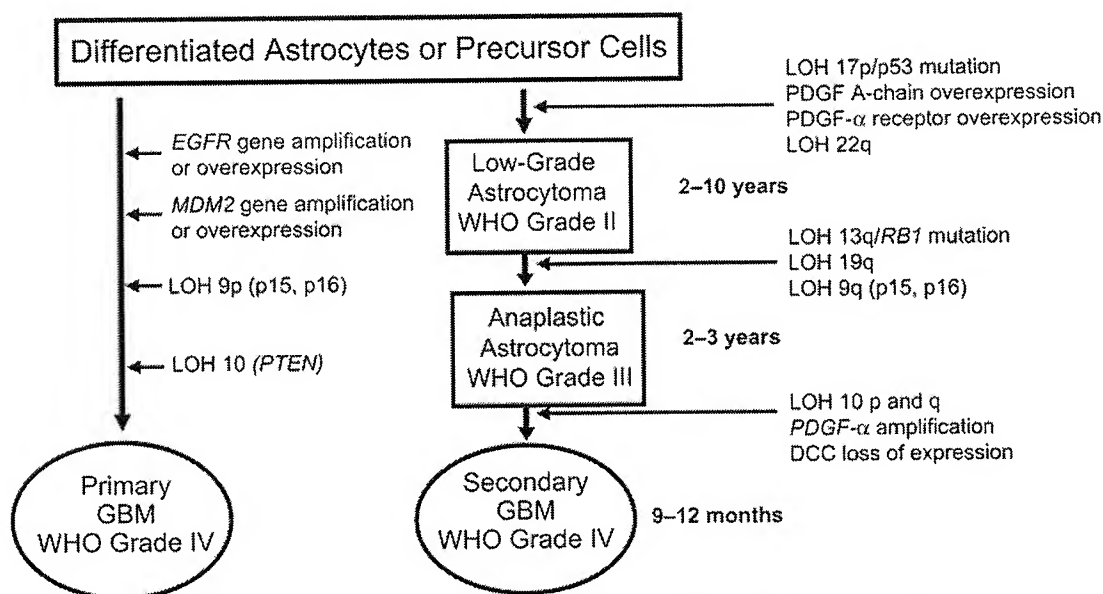 Differentiated Astrocytes or Precursor Cells
EGFR gene amplification
or overexpression
MDM2 gene amplification
or overexpression
LOH 9p (p15, p16)
LOH 10 (PTEN)
Primary
GBM
WHO Grade IV
LOH 17p/p53 mutation
PDGF A-chain overexpression
PDGF-α receptor overexpression
LOH 22q
Low-Grade
Astrocytoma
WHO Grade II
2–10 years
LOH 13q/RB1 mutation
LOH 19q
LOH 9q (p15, p16)
Anaplastic
Astrocytoma
WHO Grade III
2–3 years
LOH 10 p and q
PDGF-α amplification
DCC loss of expression
Secondary
GBM
WHO Grade IV
9–12 months